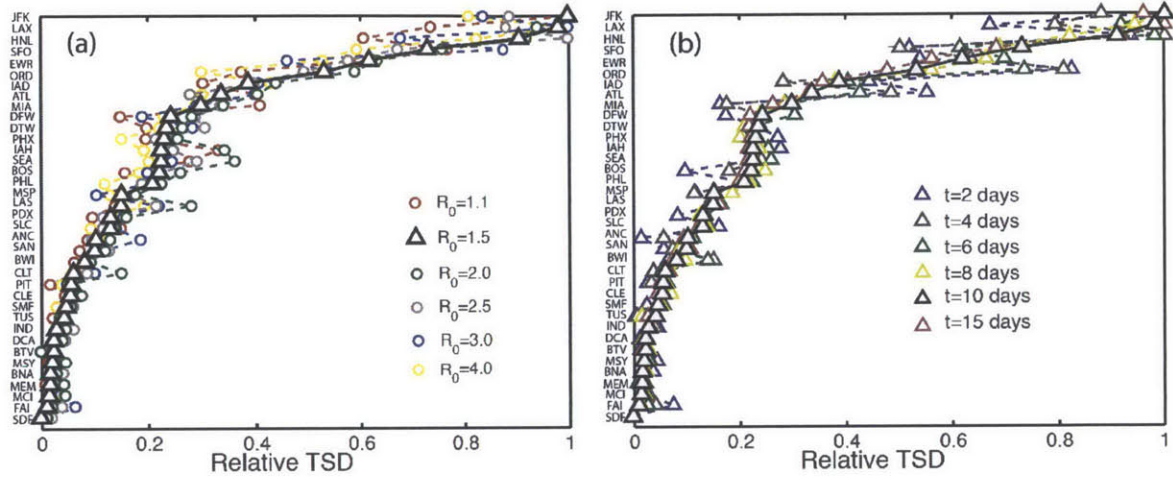 (a)
JFK
LAX
HNL
SFO
EWR
ORD
IAD
ATL
MIA
DFW
DTW
PHX
IAH
SEA
BOS
PHL
MSP
LAS
PDX
SLC
ANC
SAN
BWI
CLT
PIT
CLE
SMF
TUS
IND
DCA
BTV
MSY
BNA
MEM
MCI
FAI
SDF
R0=1.1
R0=1.5
R0=2.0
R0=2.5
R0=3.0
R0=4.0
0 0.2 0.4 0.6 0.8 1
Relative TSD
(b)
JFK
LAX
HNL
SFO
EWR
ORD
IAD
ATL
MIA
DFW
DTW
PHX
IAH
SEA
BOS
PHL
MSP
LAS
PDX
SLC
ANC
SAN
BWI
CLT
PIT
CLE
SMF
TUS
IND
DCA
BTV
MSY
BNA
MEM
MCI
FAI
SDF
t=2 days
t=4 days
t=6 days
t=8 days
t=10 days
t=15 days
0 0.2 0.4 0.6 0.8 1
Relative TSD